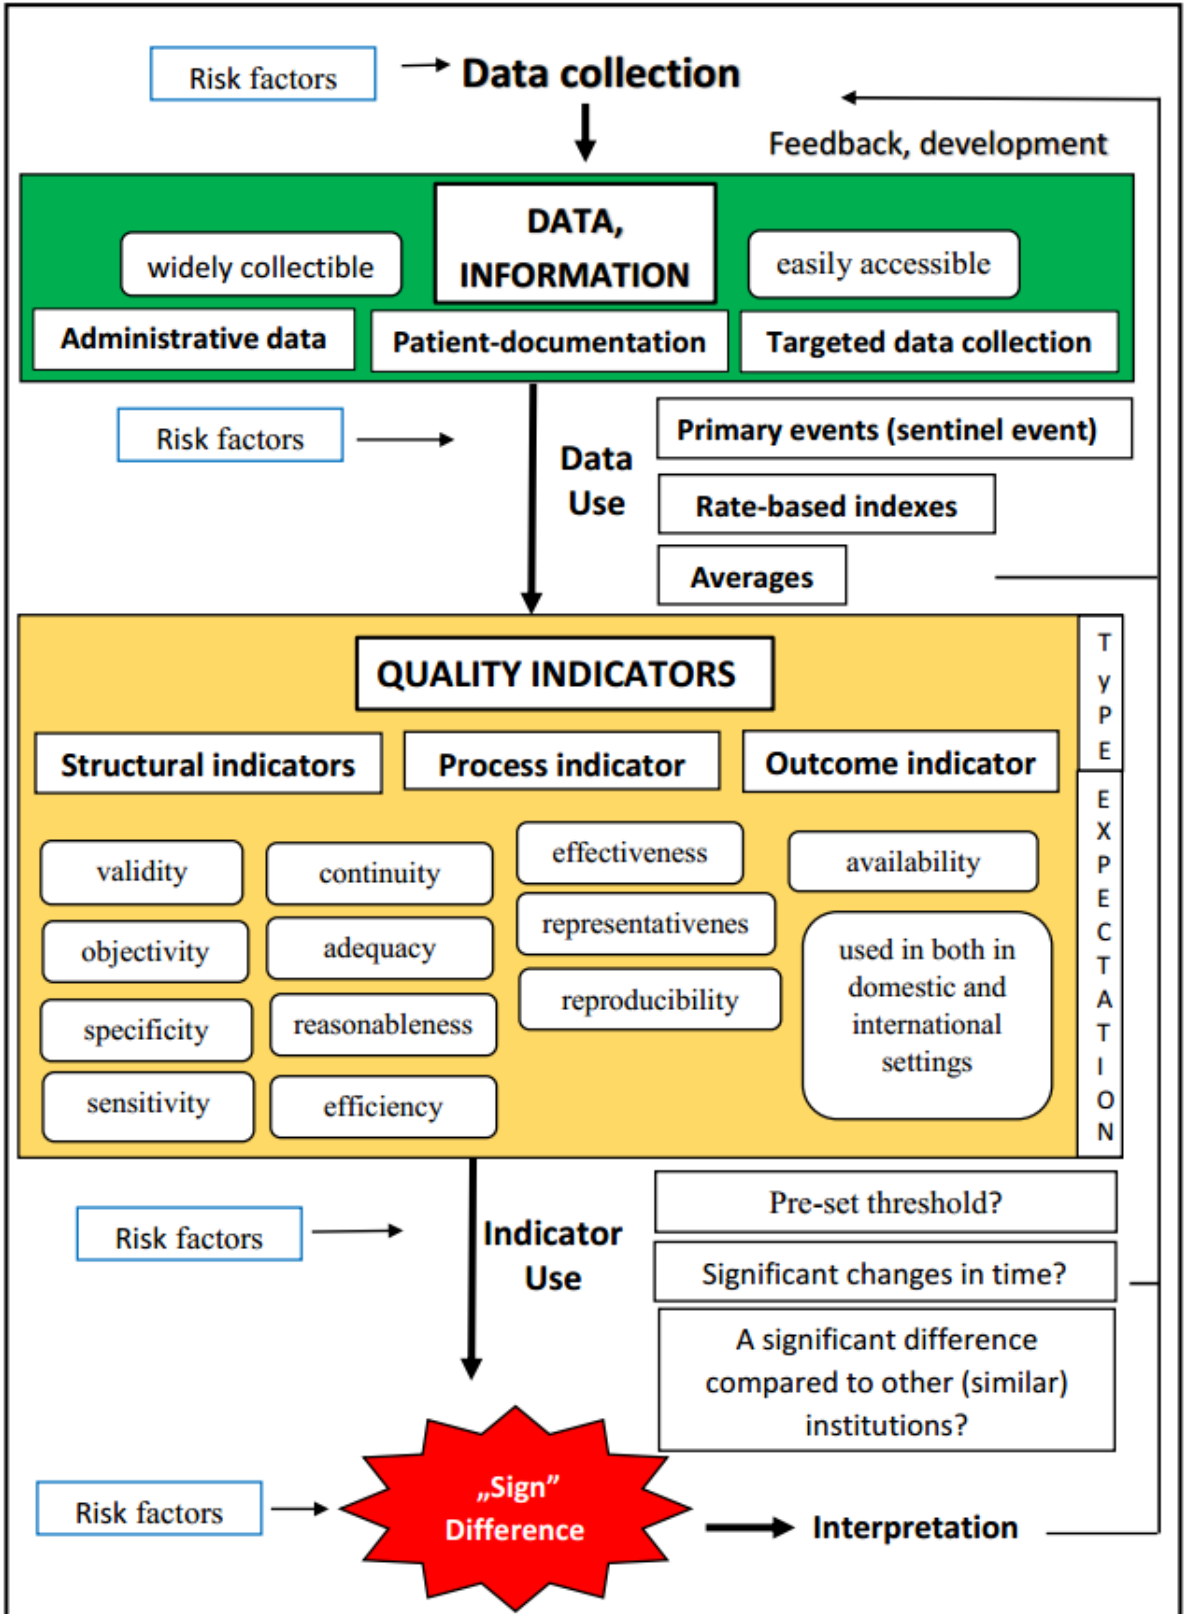 Risk factors
Data collection
Feedback, development
DATA,
INFORMATION
widely collectible
easily accessible
Administrative data
Patient-documentation
Targeted data collection
Risk factors
Data
Use
Primary events (sentinel event)
Rate-based indexes
Averages
QUALITY INDICATORS
TyPE
Structural indicators
Process indicator
Outcome indicator
EXPECTATION
validity
objectivity
specificity
sensitivity
continuity
adequacy
reasonableness
efficiency
effectiveness
representativenes
reproducibility
availability
used in both in
domestic and
international
settings
Risk factors
Indicator
Use
Pre-set threshold?
Significant changes in time?
A significant difference
compared to other (similar)
institutions?
Risk factors
„Sign”
Difference
Interpretation